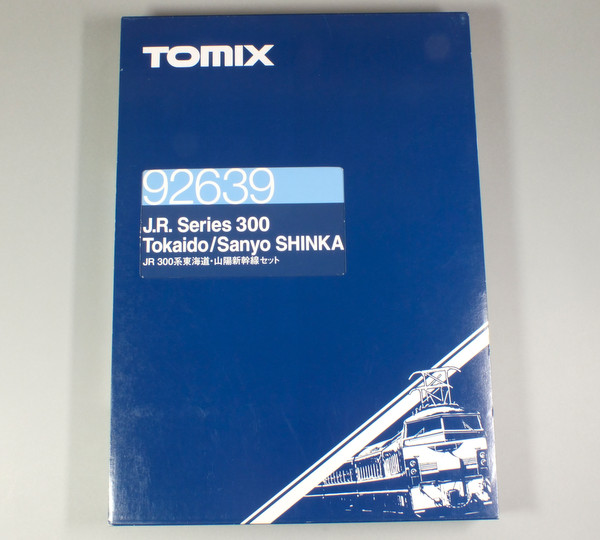 TOMIX
92639
J.R. Series 300
Tokaido/Sanyo SHINKA
JR 300系東海道・山陽新幹線セット